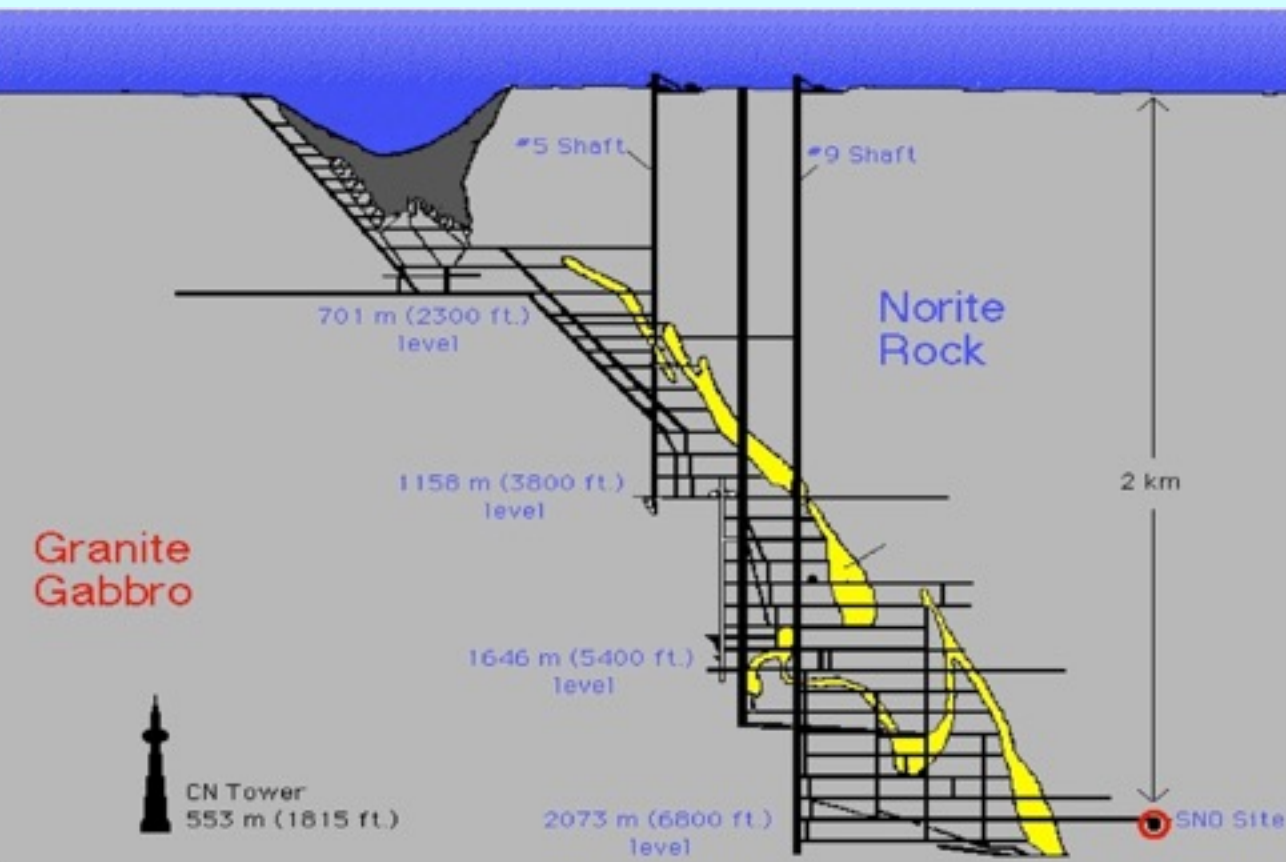 #5 Shaft
#9 Shaft
701 m (2300 ft.)
level
Norite
Rock
1158 m (3800 ft.)
level
2 km
Granite
Gabbro
1646 m (5400 ft.)
level
CN Tower
553 m (1815 ft.)
2073 m (6800 ft.)
level
SNO Site